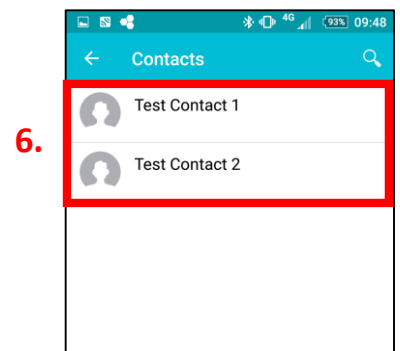 4G 93% 09:48
Contacts
Test Contact 1
6.
Test Contact 2